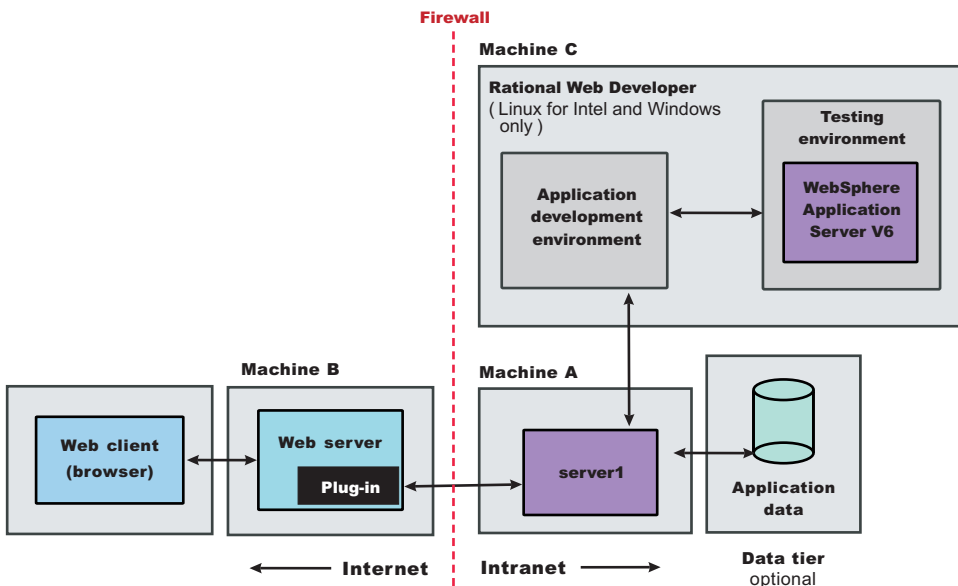 Firewall
Machine C
Rational Web Developer
( Linux for Intel and Windows
only )
Testing
environment
WebSphere
Application
Server V6
Application
development
environment
Machine B
Machine A
Web client
(browser)
Web server
Plug-in
server1
Application
data
Internet
Intranet
Data tier
optional